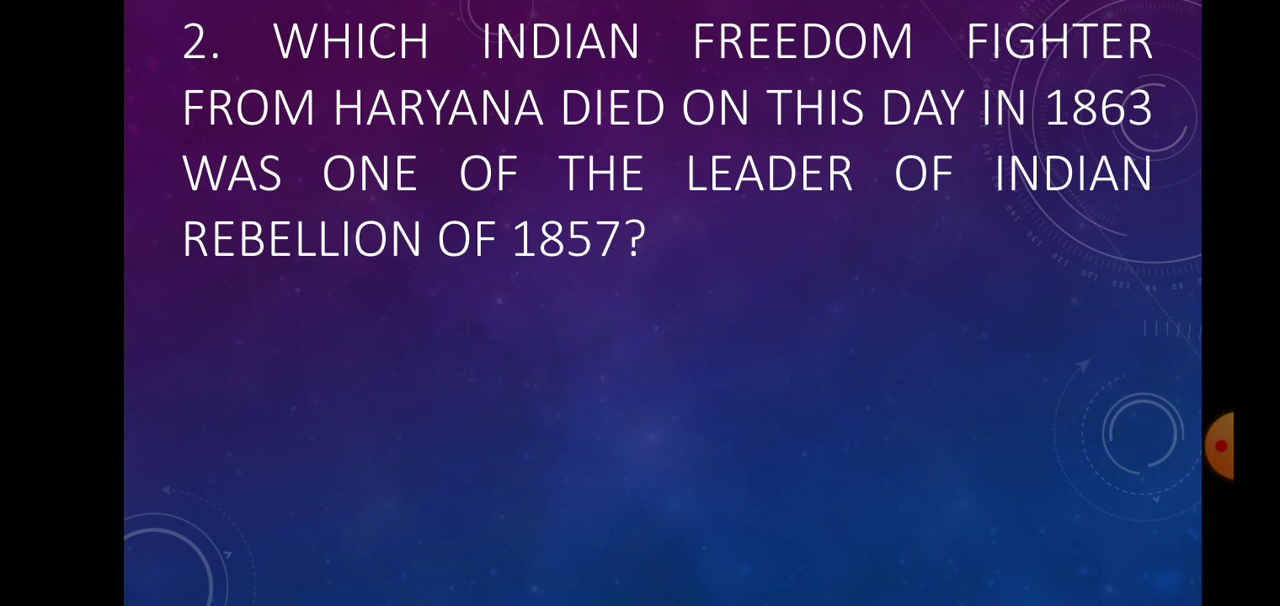 2. WHICH INDIAN FREEDOM FIGHTER
FROM HARYANA DIED ON THIS DAY IN 1863
WAS ONE OF THE LEADER OF INDIAN
REBELLION OF 1857?